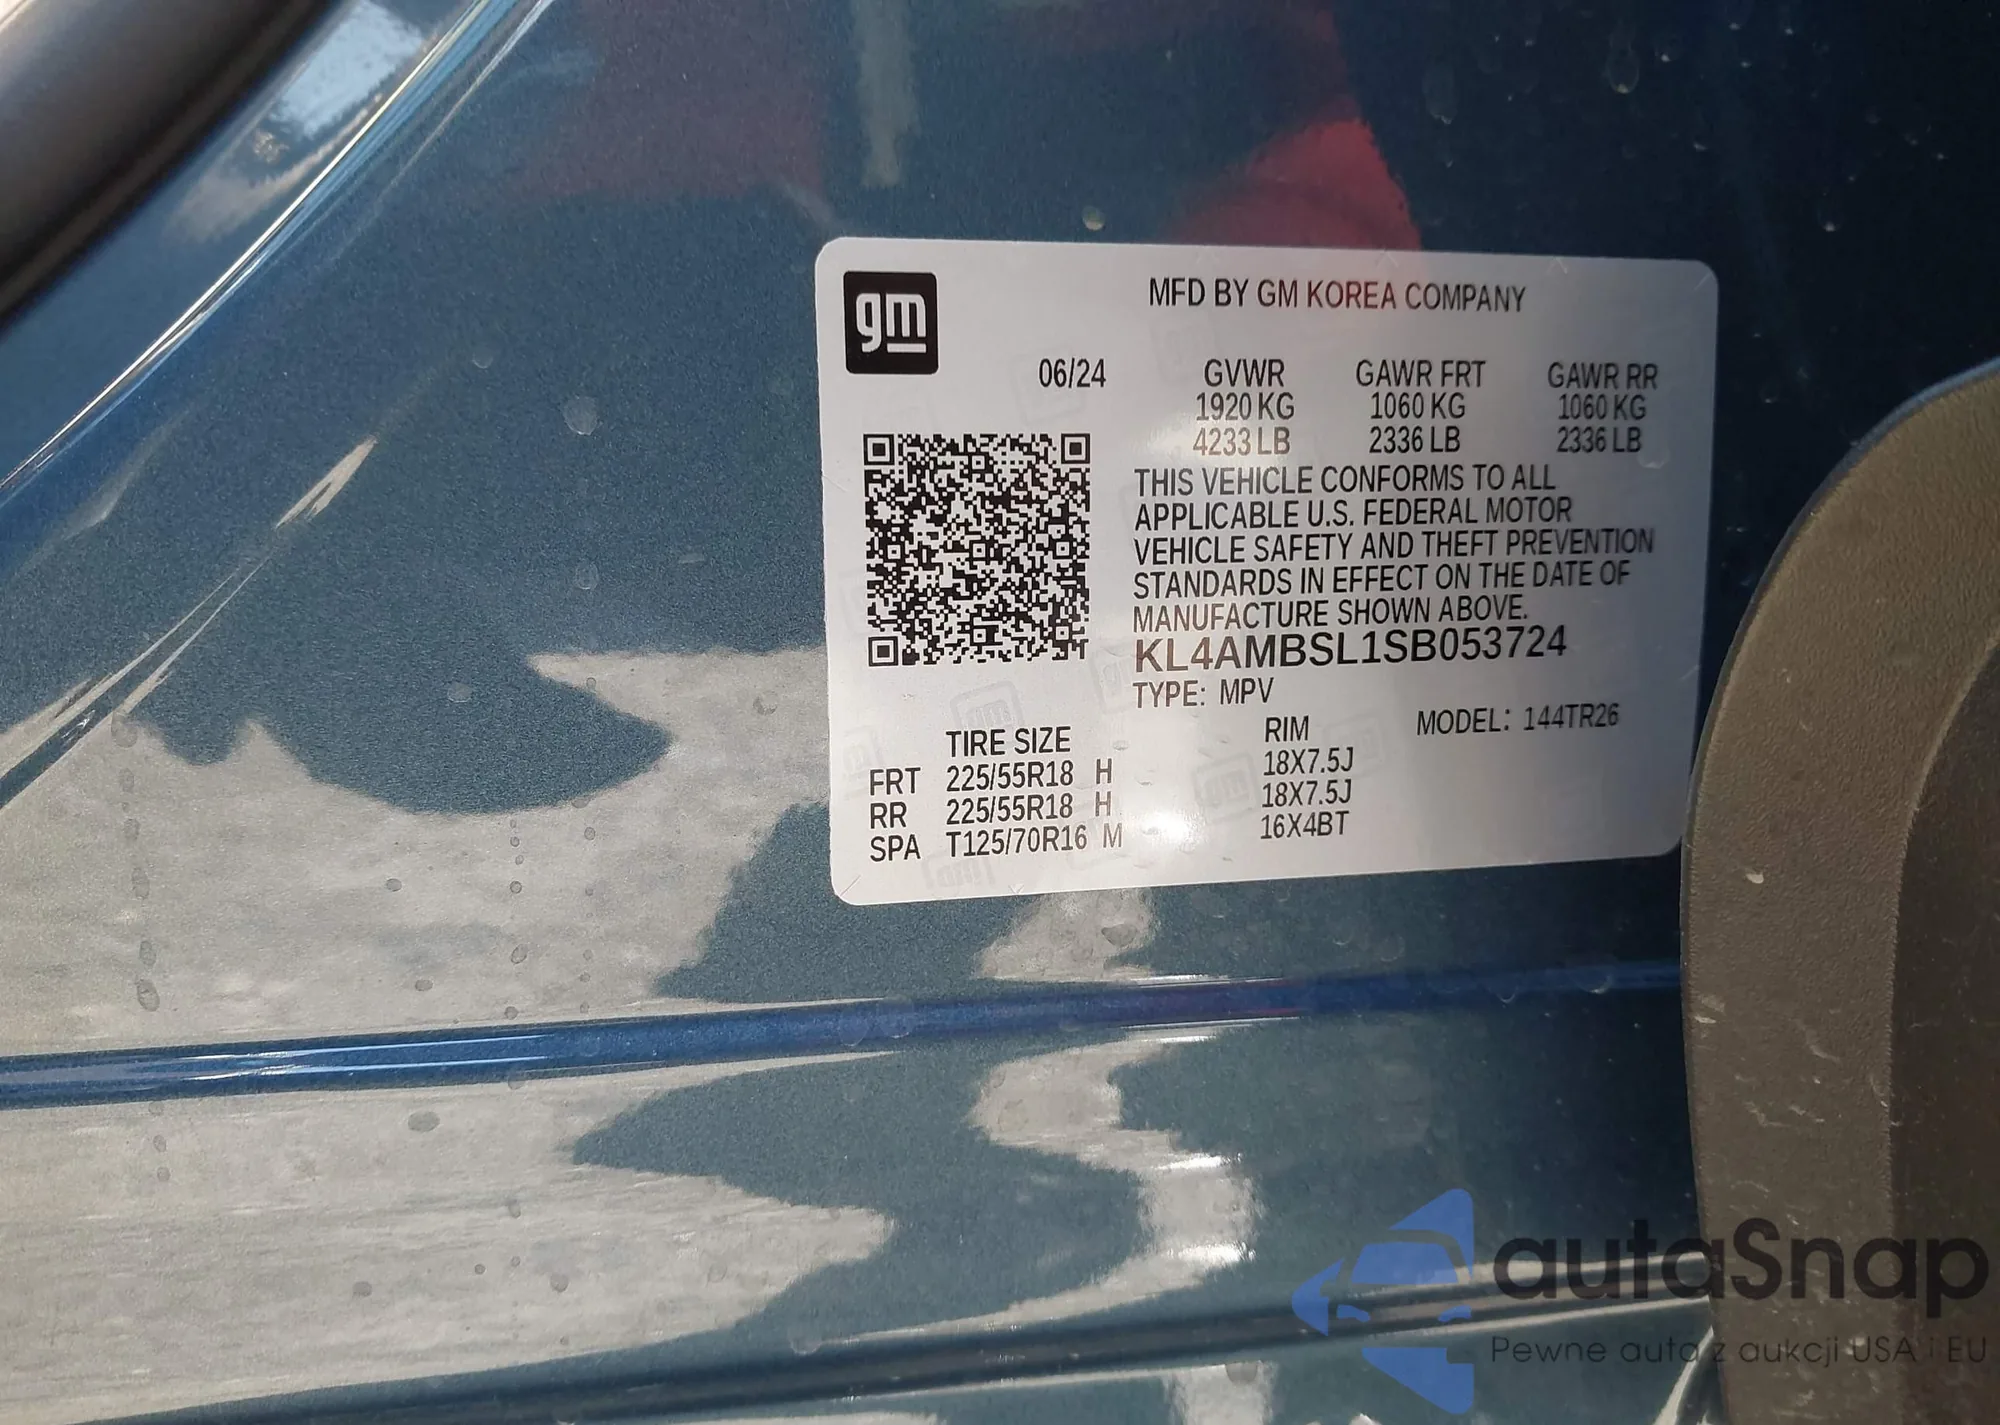 gm
MFD BY GM KOREA COMPANY
06/24 GVWR GAWR FRT GAWR RR
1920 KG 1060 KG 1060 KG
4233 LB 2336 LB 2336 LB
THIS VEHICLE CONFORMS TO ALL
APPLICABLE U.S. FEDERAL MOTOR
VEHICLE SAFETY AND THEFT PREVENTION
STANDARDS IN EFFECT ON THE DATE OF
MANUFACTURE SHOWN ABOVE.
KL4AMBSL1SB053724
TYPE: MPV
MODEL: 144TR26
TIRE SIZE RIM
FRT 225/55R18 H 18X7.5J
RR 225/55R18 H 18X7.5J
SPA T125/70R16 M 16X4BT
autaSnap
Pewne auta z aukcji USA i EU